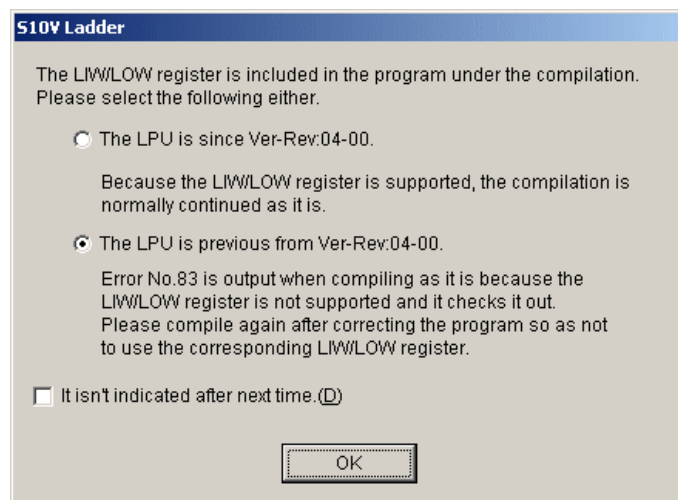 S10V Ladder
The LIW/LOW register is included in the program under the compilation.
Please select the following either.
The LPU is since Ver-Rev:04-00.
Because the LIW/LOW register is supported, the compilation is
normally continued as it is.
The LPU is previous from Ver-Rev:04-00.
Error No.83 is output when compiling as it is because the
LIW/LOW register is not supported and it checks it out.
Please compile again after correcting the program so as not
to use the corresponding LIW/LOW register.
It isn't indicated after next time.(D)
OK